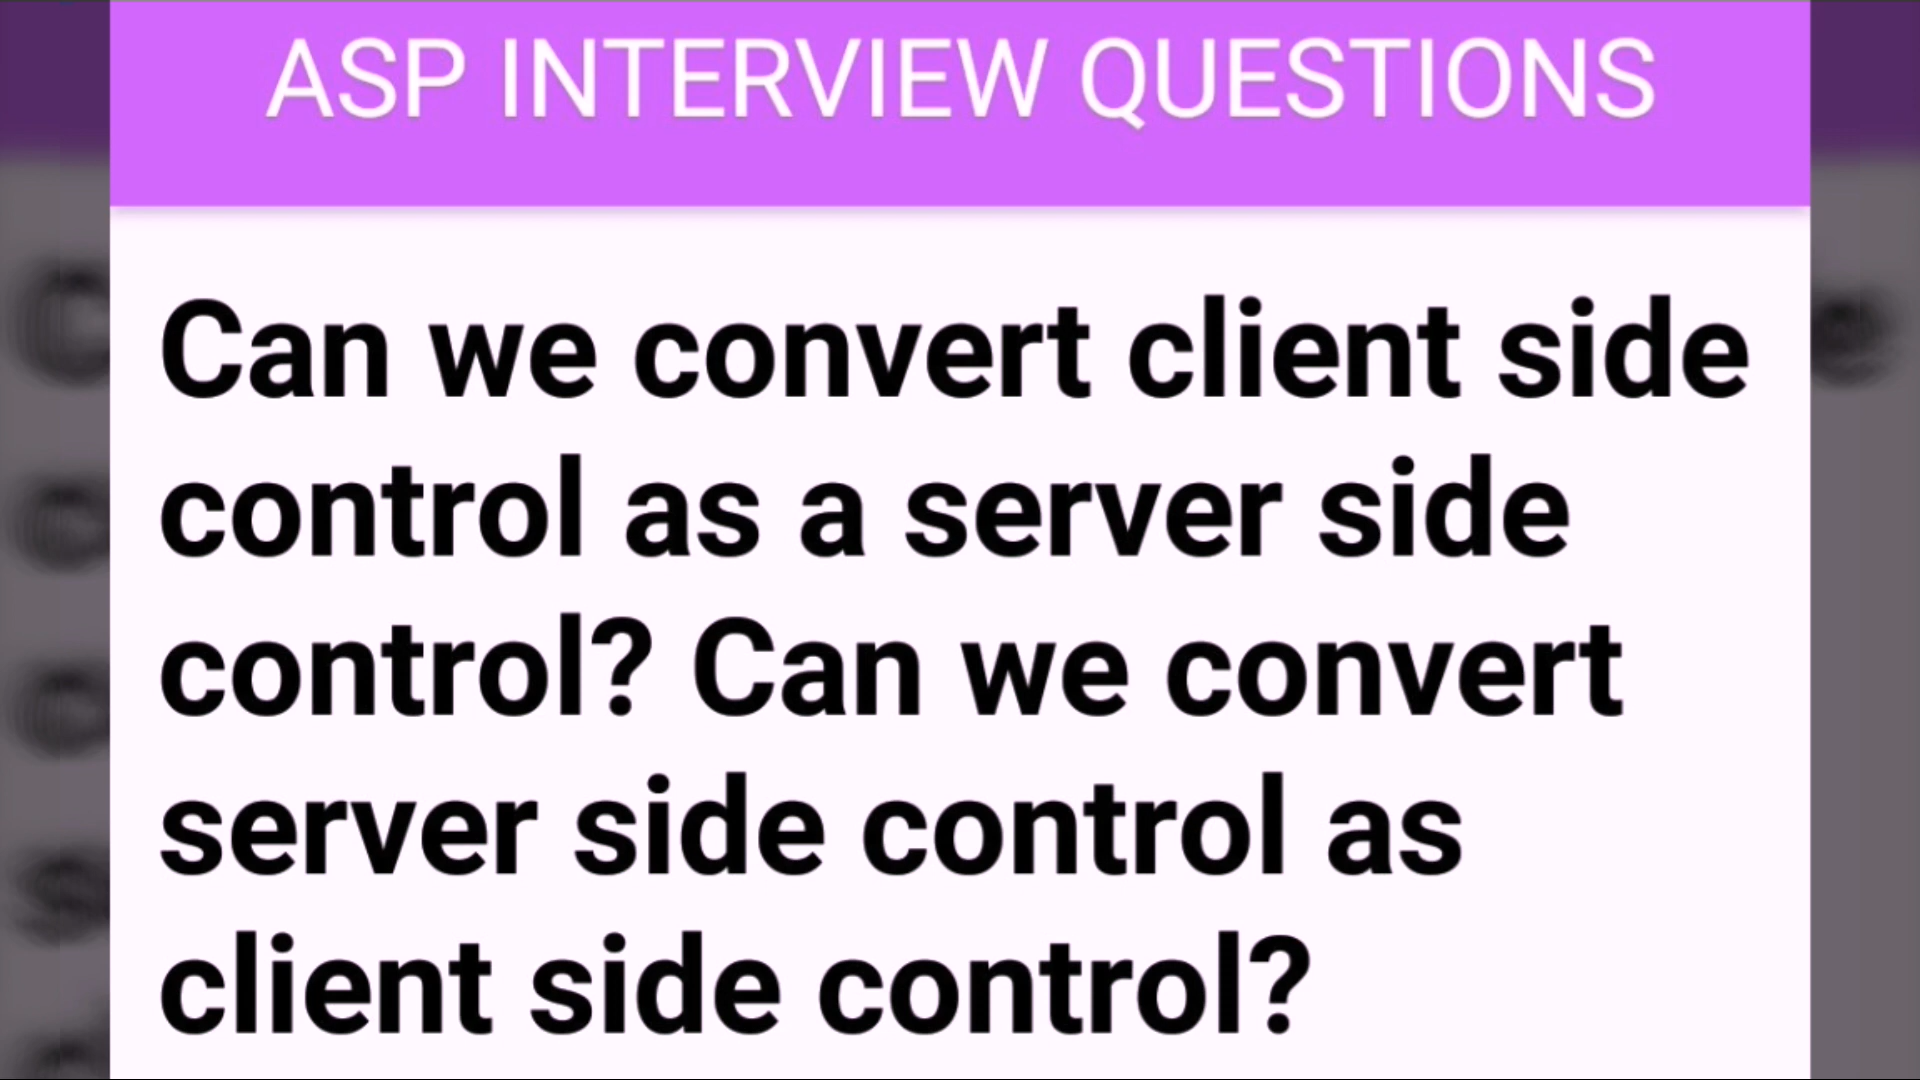 ASP INTERVIEW QUESTIONS
Can we convert client side
control as a server side
control? Can we convert
server side control as
client side control?